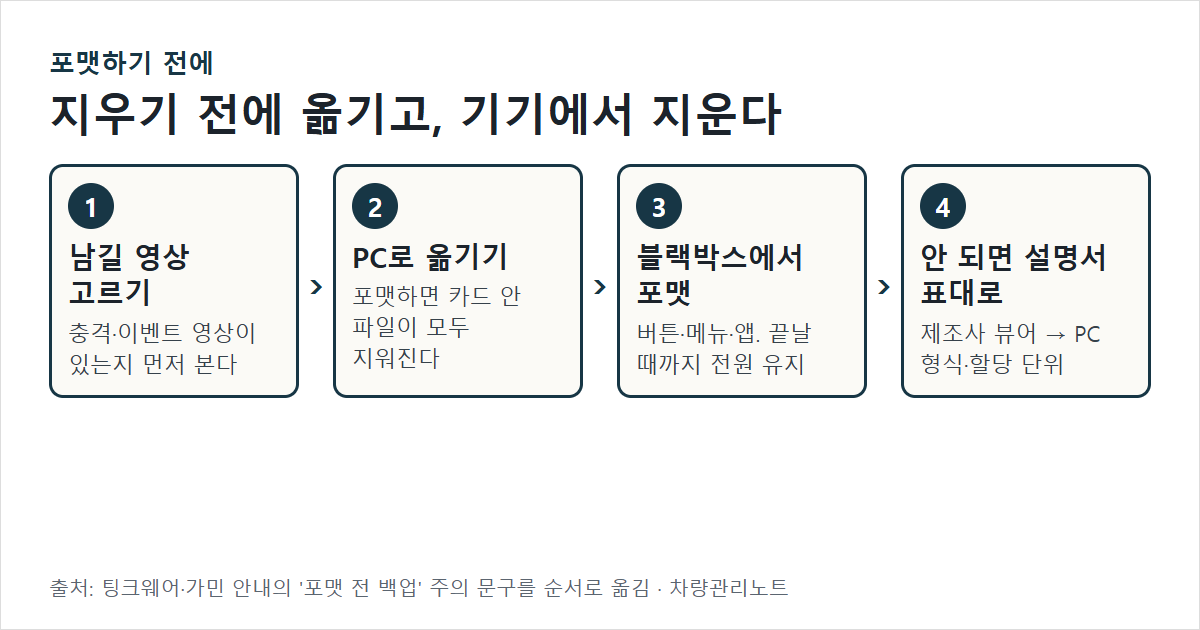 포맷하기 전에
지우기 전에 옮기고, 기기에서 지운다
1
남길 영상
고르기
충격·이벤트 영상이
있는지 먼저 본다
›
2
PC로 옮기기
포맷하면 카드 안
파일이 모두
지워진다
›
3
블랙박스에서
포맷
버튼·메뉴·앱. 끝날
때까지 전원 유지
›
4
안 되면 설명서
표대로
제조사 뷰어 → PC
형식·할당 단위
출처: 팅크웨어·가민 안내의 '포맷 전 백업' 주의 문구를 순서로 옮김 · 차량관리노트